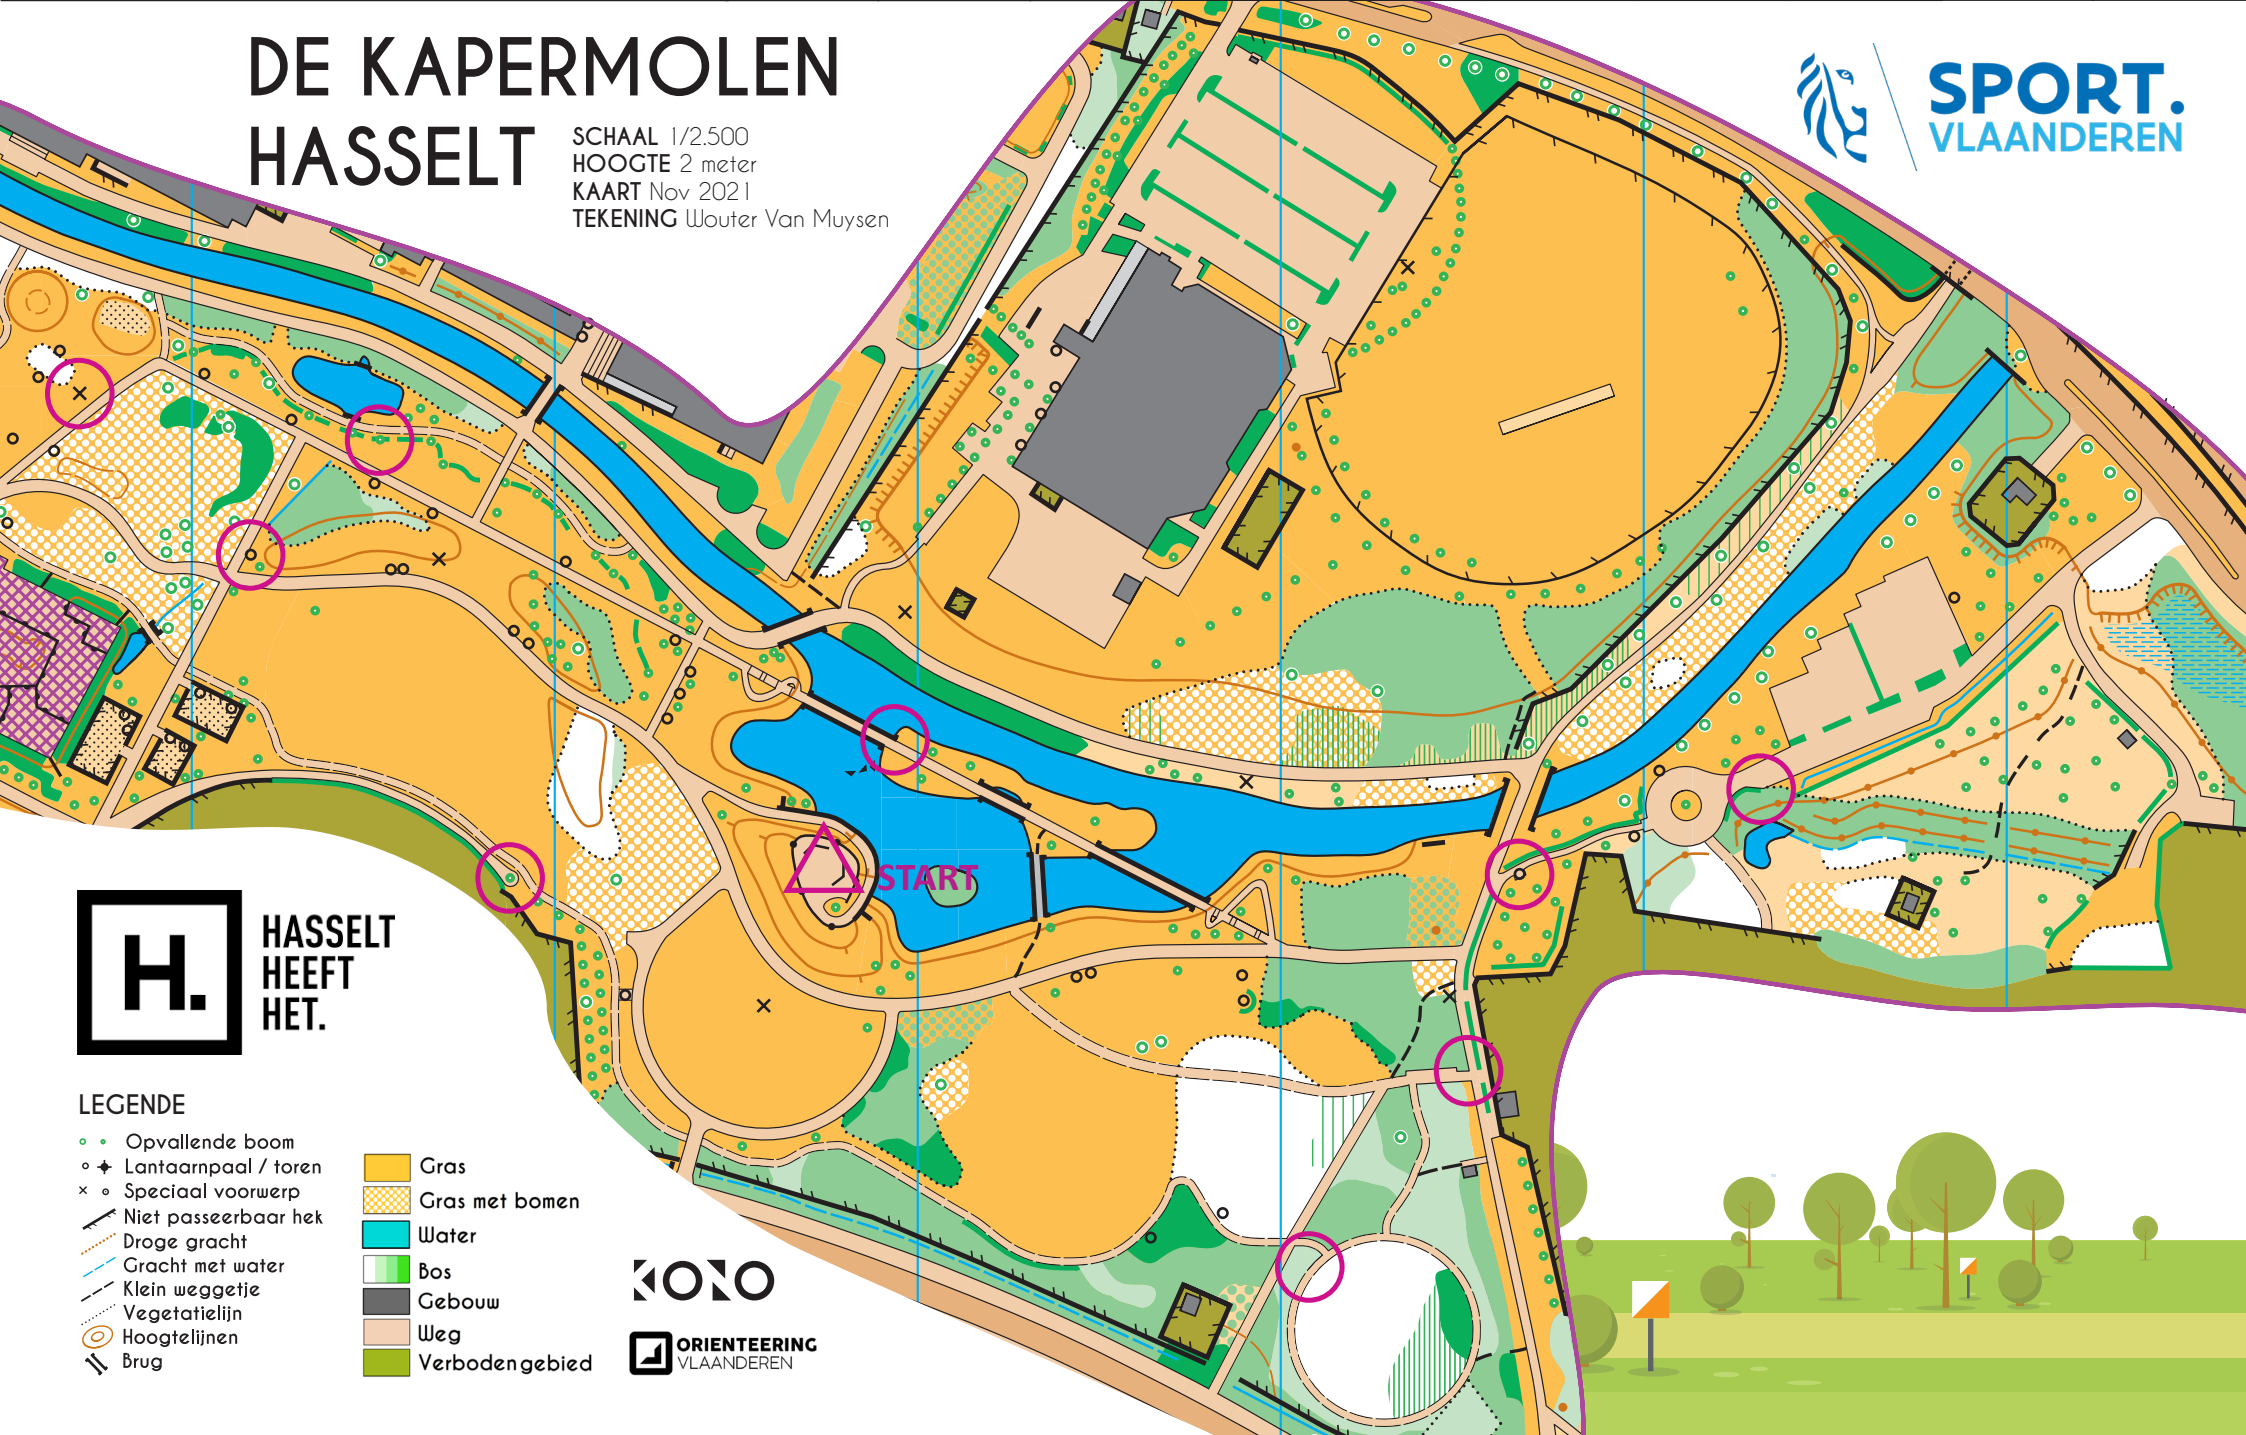 DE KAPERMOLEN
HASSELT
SCHAAL 1/2.500
HOOGTE 2 meter
KAART Nov 2021
TEKENING Wouter Van Muysen
SPORT.
VLAANDEREN
START
H.
HASSELT
HEEFT
HET.
LEGENDE
Opvallende boom
Lantaarnpaal / toren
Speciaal voorwerp
Niet passeerbaar hek
Droge gracht
Gracht met water
Klein weggetje
Vegetatielijn
Hoogtelijnen
Brug
Gras
Gras met bomen
Water
Bos
Gebouw
Weg
Verboden gebied
KONO
ORIENTEERING
VLAANDEREN